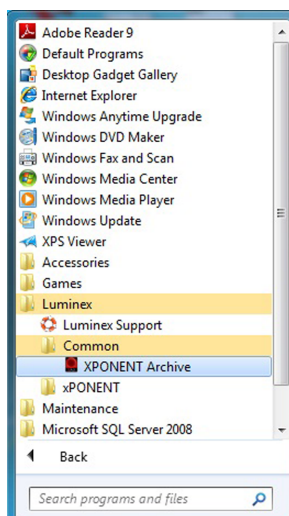 Adobe Reader 9
Default Programs
Desktop Gadget Gallery
Internet Explorer
Windows Anytime Upgrade
Windows DVD Maker
Windows Fax and Scan
Windows Media Center
Windows Media Player
Windows Update
XPS Viewer
Accessories
Games
Luminex
Luminex Support
Common
XPONENT Archive
xPONENT
Maintenance
Microsoft SQL Server 2008
Back
Search programs and files